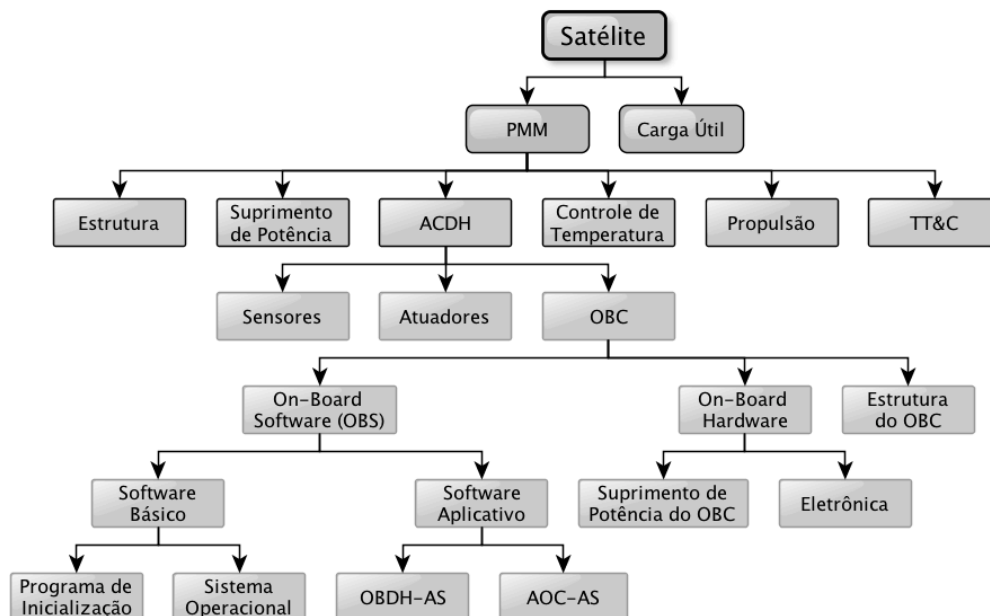 Satélite
PMM
Carga Útil
Estrutura
Suprimento
de Potência
ACDH
Controle de
Temperatura
Propulsão
TT&C
Sensores
Atuadores
OBC
On-Board
Software (OBS)
On-Board
Hardware
Estrutura
do OBC
Software
Básico
Software
Aplicativo
Suprimento de
Potência do OBC
Eletrônica
Programa de
Inicialização
Sistema
Operacional
OBDH-AS
AOC-AS